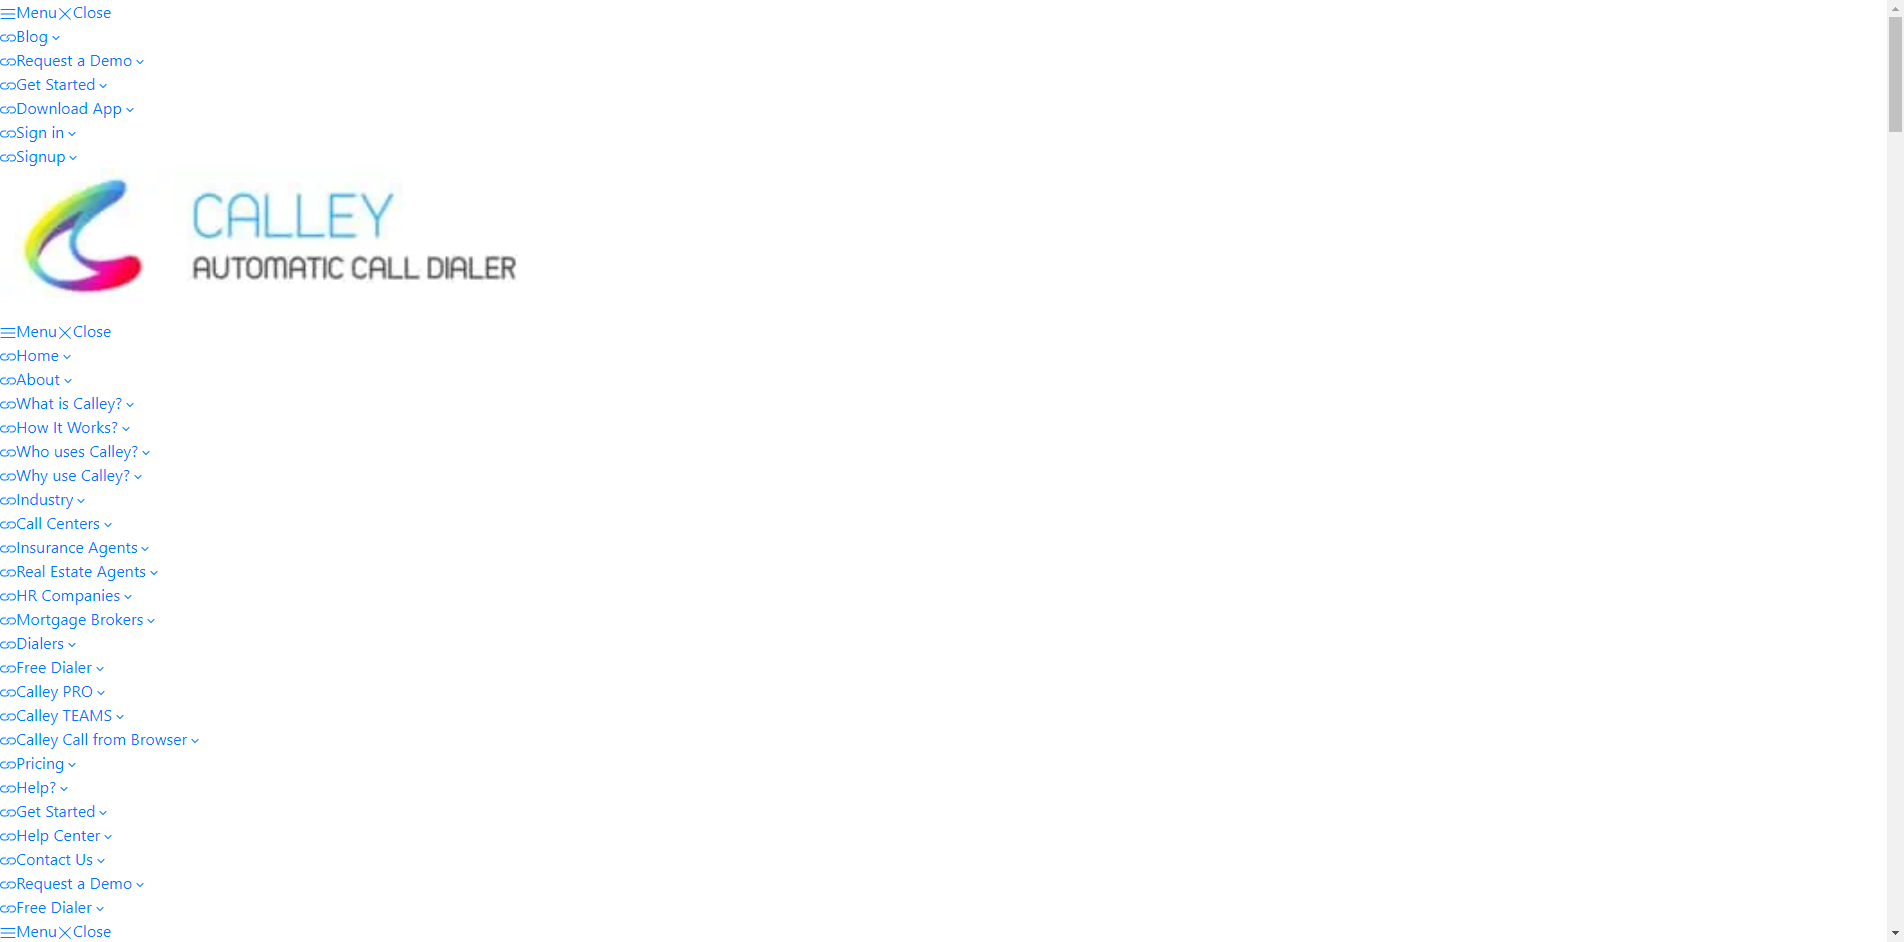 Menu Close
Blog
Request a Demo
Get Started
Download App
Sign in
Signup
CALLEY
AUTOMATIC CALL DIALER
Menu Close
Home
About
What is Calley?
How It Works?
Who uses Calley?
Why use Calley?
Industry
Call Centers
Insurance Agents
Real Estate Agents
HR Companies
Mortgage Brokers
Dialers
Free Dialer
Calley PRO
Calley TEAMS
Calley Call from Browser
Pricing
Help?
Get Started
Help Center
Contact Us
Request a Demo
Free Dialer
Menu Close